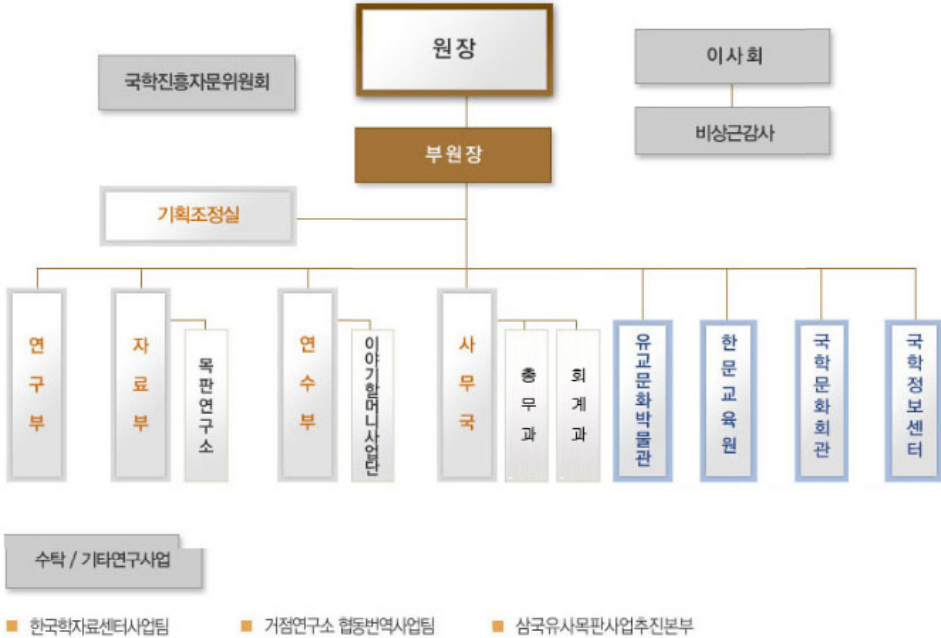 원장
국학진흥자문위원회
이사회
비상근감사
부원장
기획조정실
연구부
자료부
목판연구소
연수부
이야기할머니사업단
사무국
총무과
회계과
유교문화박물관
한문교육원
국학문화회관
국학정보센터
수탁 / 기타연구사업
한국학자료센터사업팀
거점연구소 협동번역사업팀
삼국유사목판사업추진본부